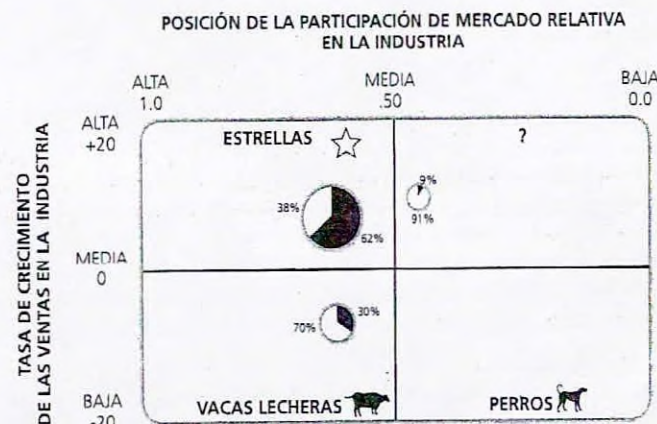 POSICIÓN DE LA PARTICIPACIÓN DE MERCADO RELATIVA
EN LA INDUSTRIA
ALTA
1.0
MEDIA
.50
BAJA
0.0
TASA DE CRECIMIENTO
DE LAS VENTAS EN LA INDUSTRIA
ALTA
+20
ESTRELLAS
?
38%
62%
9%
91%
MEDIA
0
70%
30%
BAJA
-20
VACAS LECHERAS
PERROS